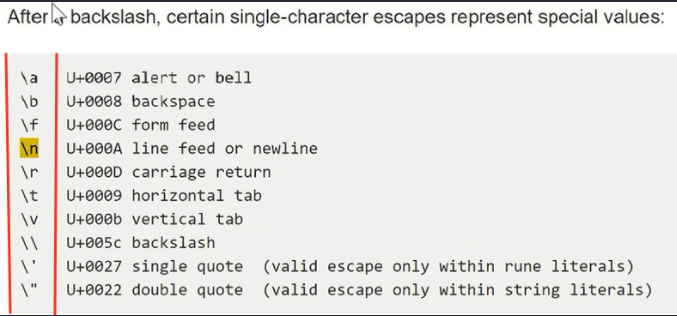 After backslash, certain single-character escapes represent special values:
\a U+0007 alert or bell
\b U+0008 backspace
\f U+000C form feed
\n U+000A line feed or newline
\r U+000D carriage return
\t U+0009 horizontal tab
\v U+000b vertical tab
\\ U+005c backslash
\' U+0027 single quote (valid escape only within rune literals)
\" U+0022 double quote (valid escape only within string literals)